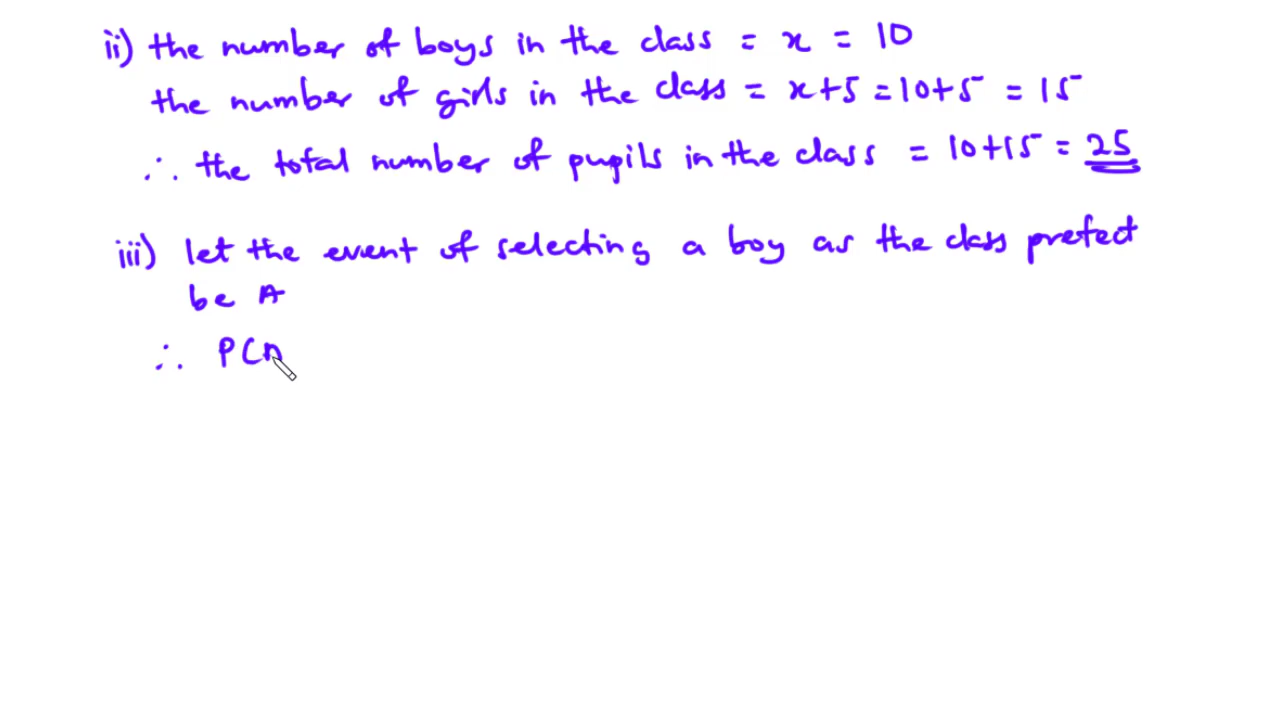 ii) the number of boys in the class = x = 10
the number of girls in the class = x+5 = 10+5 = 15
∴ the total number of pupils in the class = 10+15 = 25
iii) let the event of selecting a boy as the class prefect
be A
∴ P(A